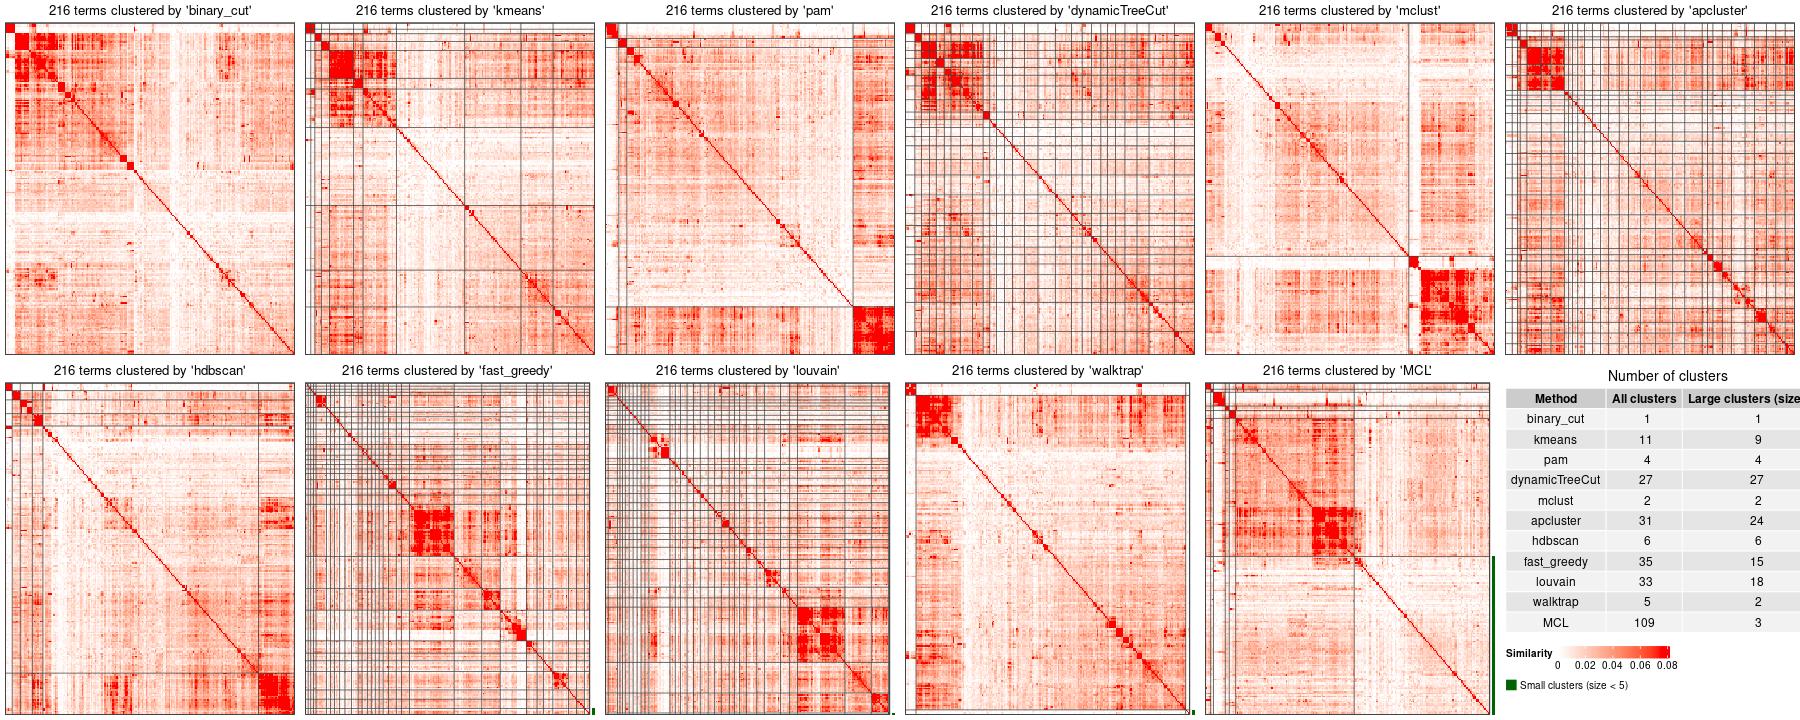 216 terms clustered by 'binary_cut'
216 terms clustered by 'kmeans'
216 terms clustered by 'pam'
216 terms clustered by 'dynamicTreeCut'
216 terms clustered by 'mclust'
216 terms clustered by 'apcluster'
216 terms clustered by 'hdbscan'
216 terms clustered by 'fast_greedy'
216 terms clustered by 'louvain'
216 terms clustered by 'walktrap'
216 terms clustered by 'MCL'
Number of clusters
Method All clusters Large clusters (size
binary_cut 1 1
kmeans 11 9
pam 4 4
dynamicTreeCut 27 27
mclust 2 2
apcluster 31 24
hdbscan 6 6
fast_greedy 35 15
louvain 33 18
walktrap 5 2
MCL 109 3
Similarity
0 0.02 0.04 0.06 0.08
Small clusters (size < 5)